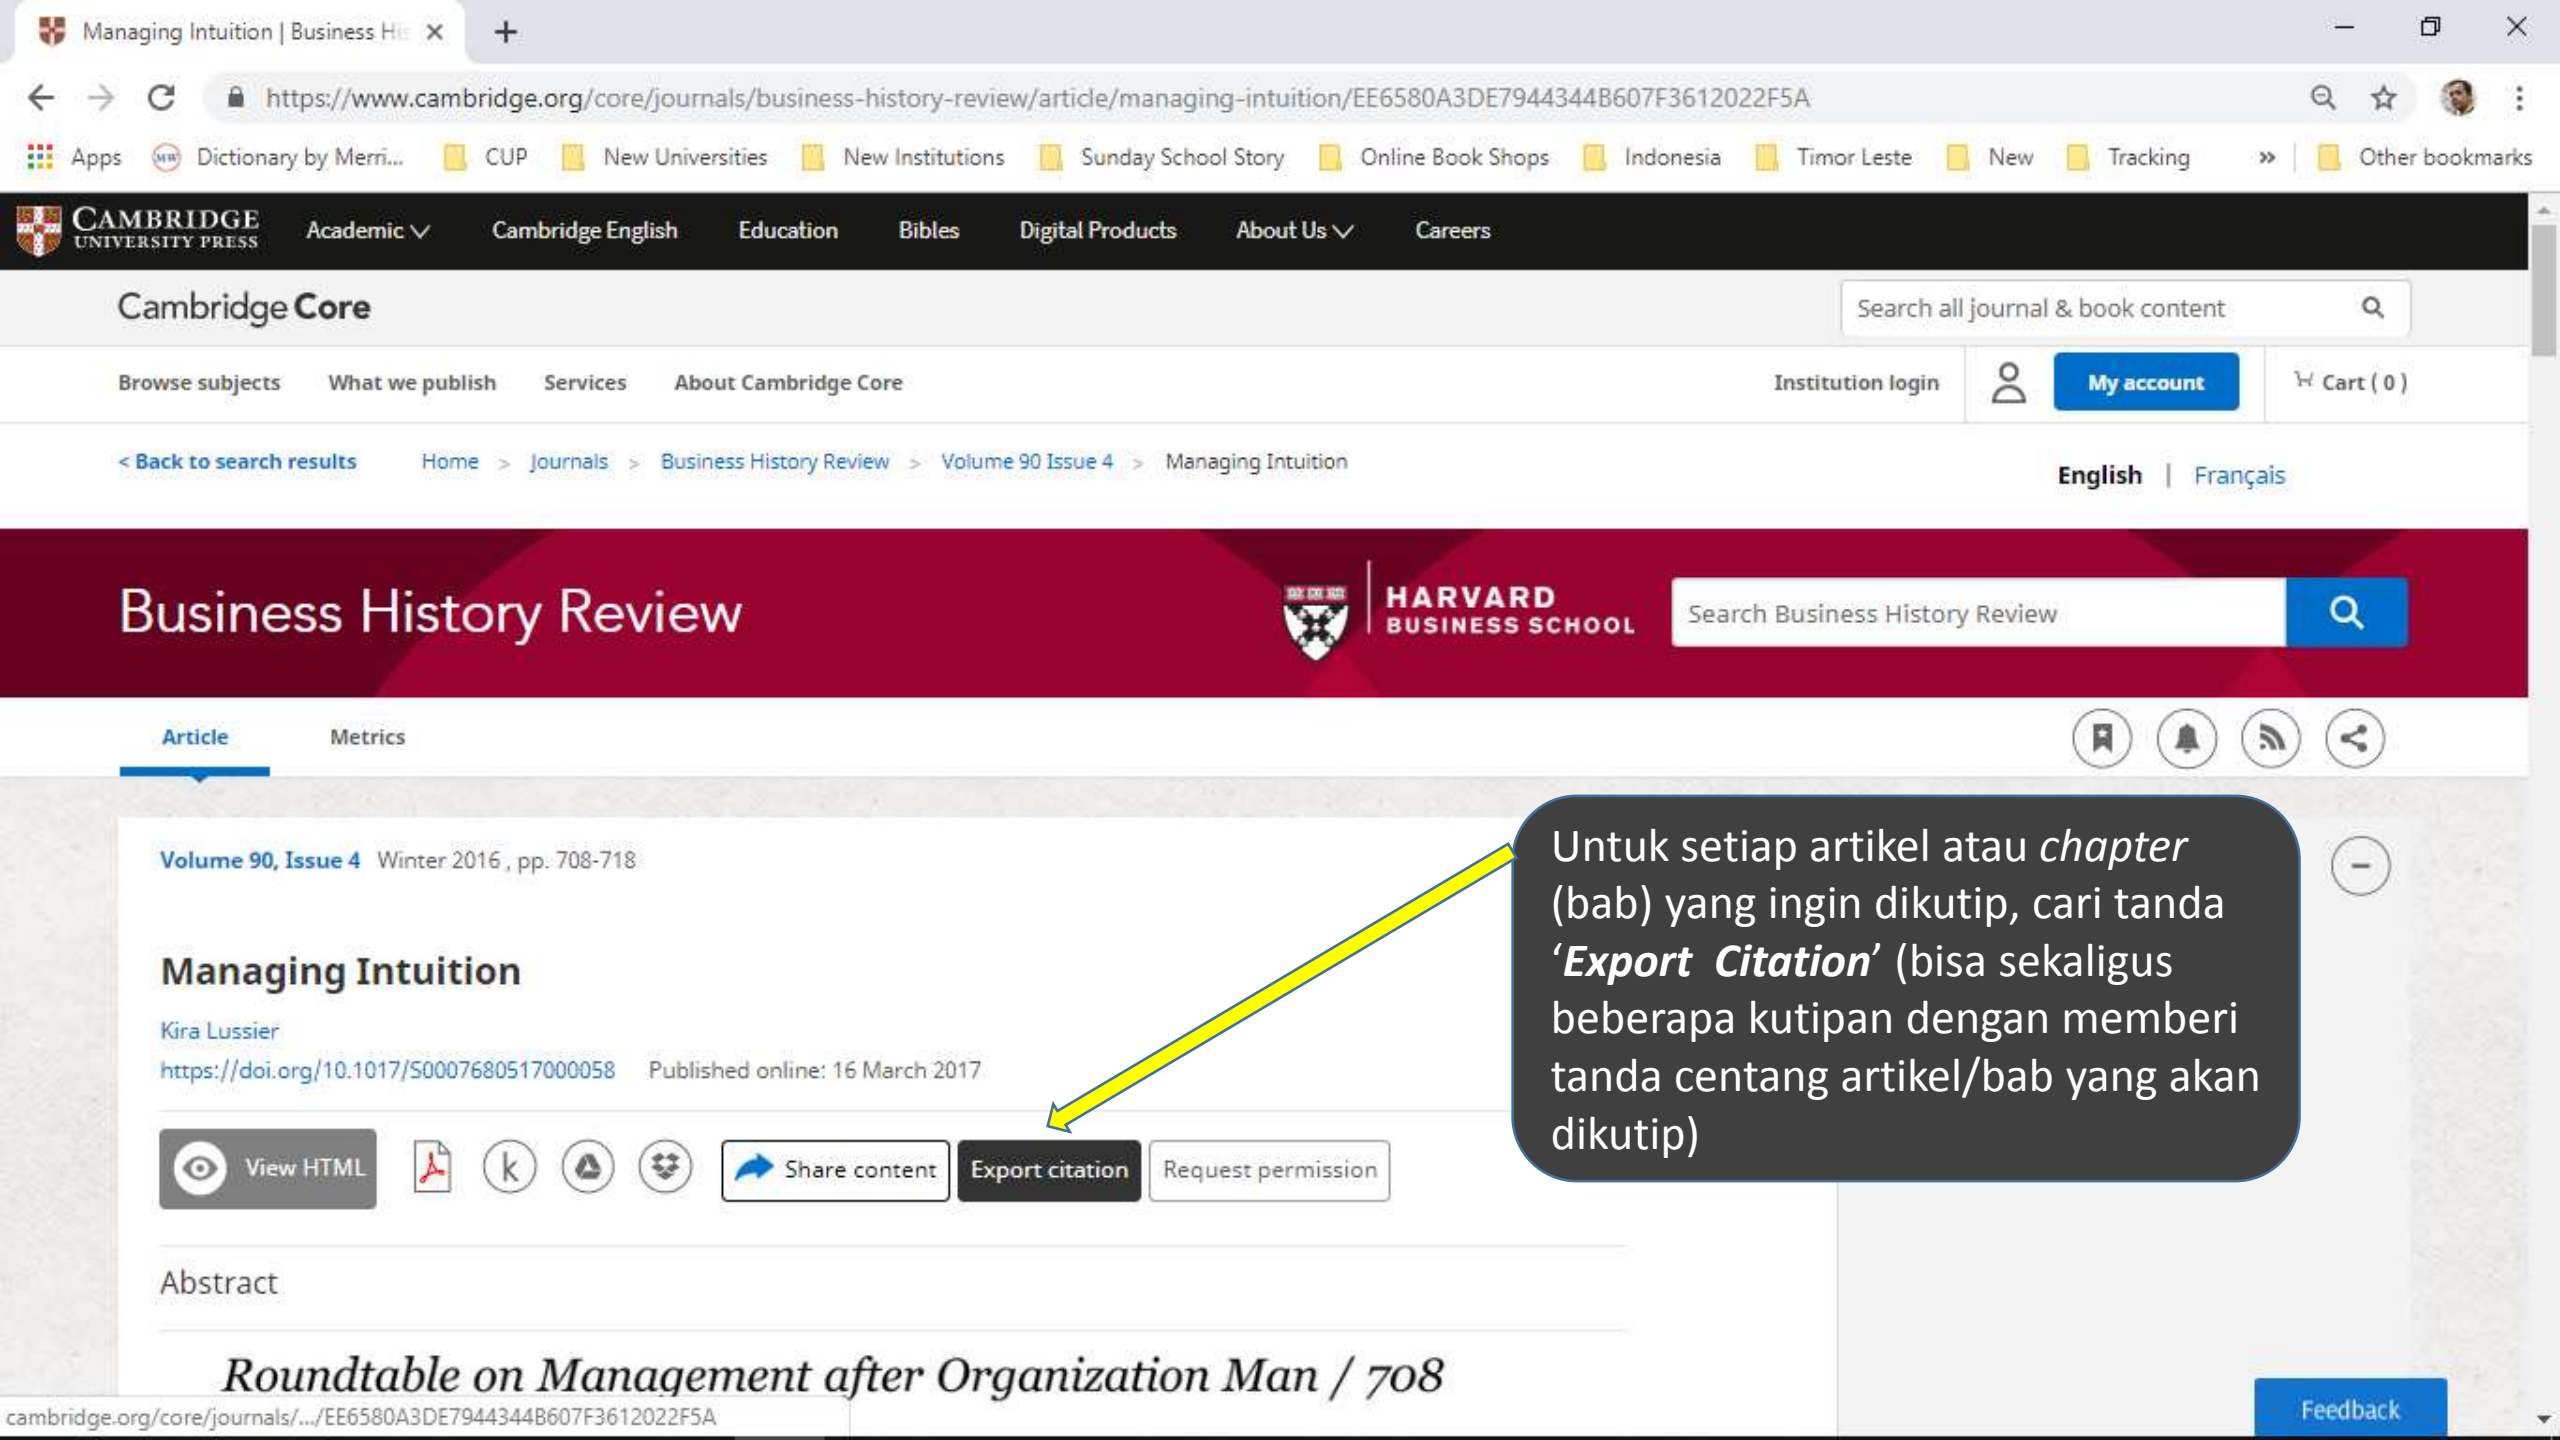 Managing Intuition | Business His
https://www.cambridge.org/core/journals/business-history-review/article/managing-intuition/EE6580A3DE7944344B607F3612022F5A
Apps Dictionary by Merri... CUP New Universities New Institutions Sunday School Story Online Book Shops Indonesia Timor Leste New Tracking » Other bookmarks
CAMBRIDGE
UNIVERSITY PRESS
Academic Cambridge English Education Bibles Digital Products About Us Careers
Cambridge Core
Search all journal & book content
Browse subjects What we publish Services About Cambridge Core Institution login My account Cart ( 0 )
< Back to search results Home > Journals > Business History Review > Volume 90 Issue 4 > Managing Intuition
English | Français
Business History Review
HARVARD
BUSINESS SCHOOL
Search Business History Review
Article Metrics
Volume 90, Issue 4 Winter 2016 , pp. 708-718
Managing Intuition
Kira Lussier
https://doi.org/10.1017/S0007680517000058 Published online: 16 March 2017
View HTML k Share content Export citation Request permission
Untuk setiap artikel atau chapter
(bab) yang ingin dikutip, cari tanda
‘Export Citation’ (bisa sekaligus
beberapa kutipan dengan memberi
tanda centang artikel/bab yang akan
dikutip)
Abstract
Roundtable on Management after Organization Man / 708
cambridge.org/core/journals/.../EE6580A3DE7944344B607F3612022F5A
Feedback